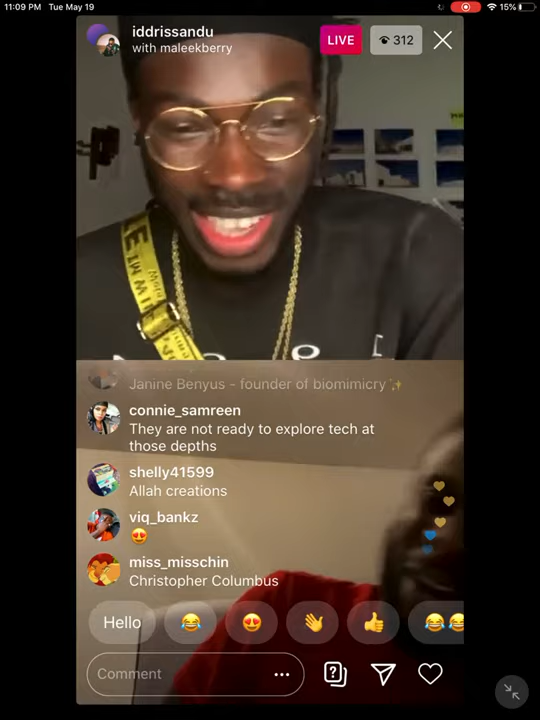 11:09 PM Tue May 19
15%
iddrissandu
with maleekberry
LIVE
312
Janine Benyus - founder of biomimicry ✨
connie_samreen
They are not ready to explore tech at
those depths
shelly41599
Allah creations
viq_bankz
😍
miss_misschin
Christopher Columbus
Hello 😂 😍 👋 👍 😂😂
Comment